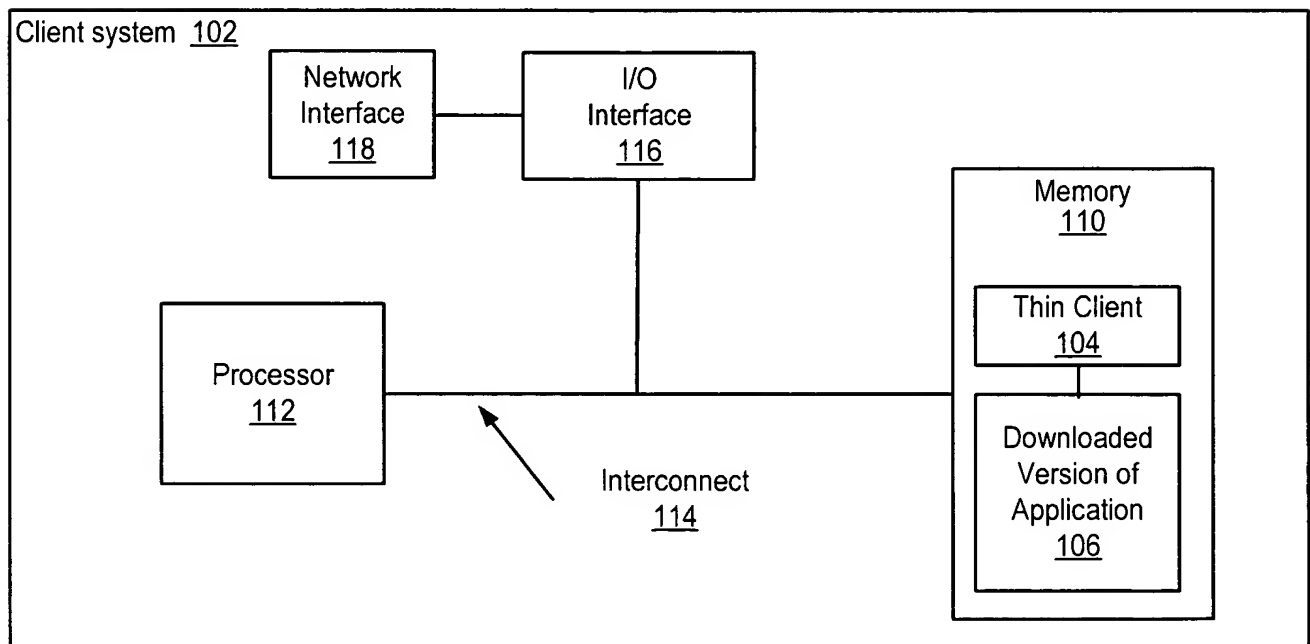 Client system 102
Network
Interface
118
I/O
Interface
116
Memory
110
Thin Client
104
Processor
112
Downloaded
Version of
Application
106
Interconnect
114